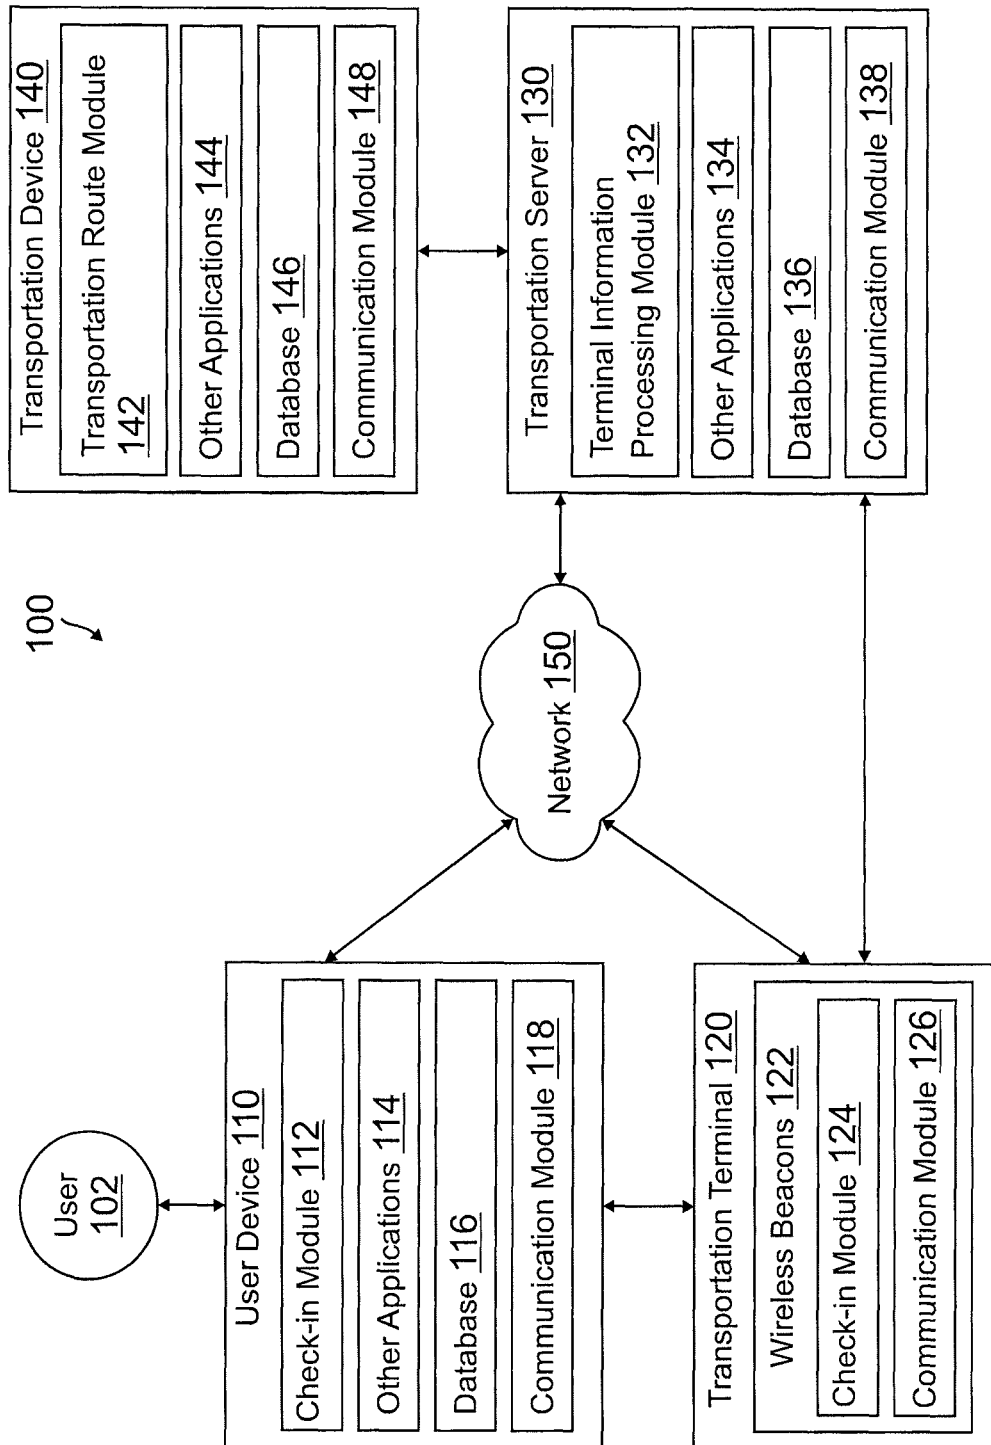 100
User
102
User Device 110
Check-in Module 112
Other Applications 114
Database 116
Communication Module 118
Transportation Terminal 120
Wireless Beacons 122
Check-in Module 124
Communication Module 126
Network 150
Transportation Device 140
Transportation Route Module
142
Other Applications 144
Database 146
Communication Module 148
Transportation Server 130
Terminal Information
Processing Module 132
Other Applications 134
Database 136
Communication Module 138